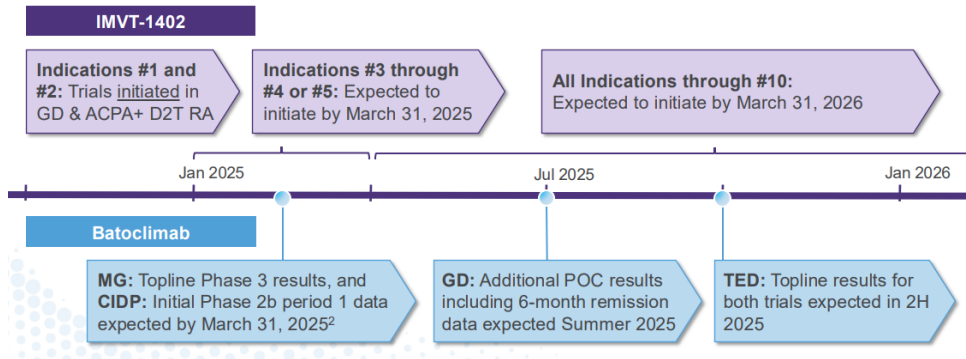 IMVT-1402
Indications #1 and
#2: Trials initiated in
GD & ACPA+ D2T RA
Indications #3 through
#4 or #5: Expected to
initiate by March 31, 2025
All Indications through #10:
Expected to initiate by March 31, 2026
Jan 2025
Jul 2025
Jan 2026
Batoclimab
MG: Topline Phase 3 results, and
CIDP: Initial Phase 2b period 1 data
expected by March 31, 2025²
GD: Additional POC results
including 6-month remission
data expected Summer 2025
TED: Topline results for
both trials expected in 2H
2025